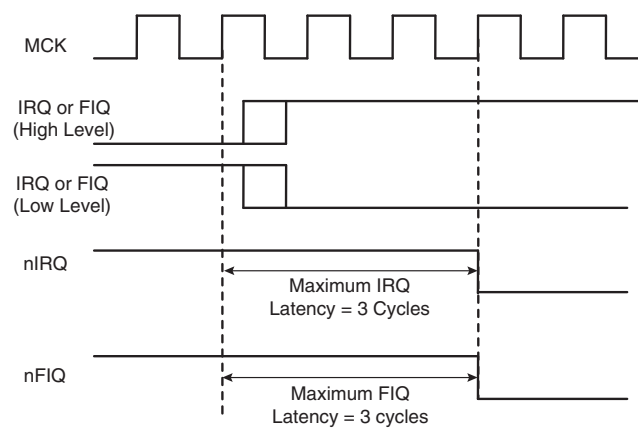 MCK
IRQ or FIQ
(High Level)
IRQ or FIQ
(Low Level)
nIRQ
Maximum IRQ
Latency = 3 Cycles
nFIQ
Maximum FIQ
Latency = 3 cycles